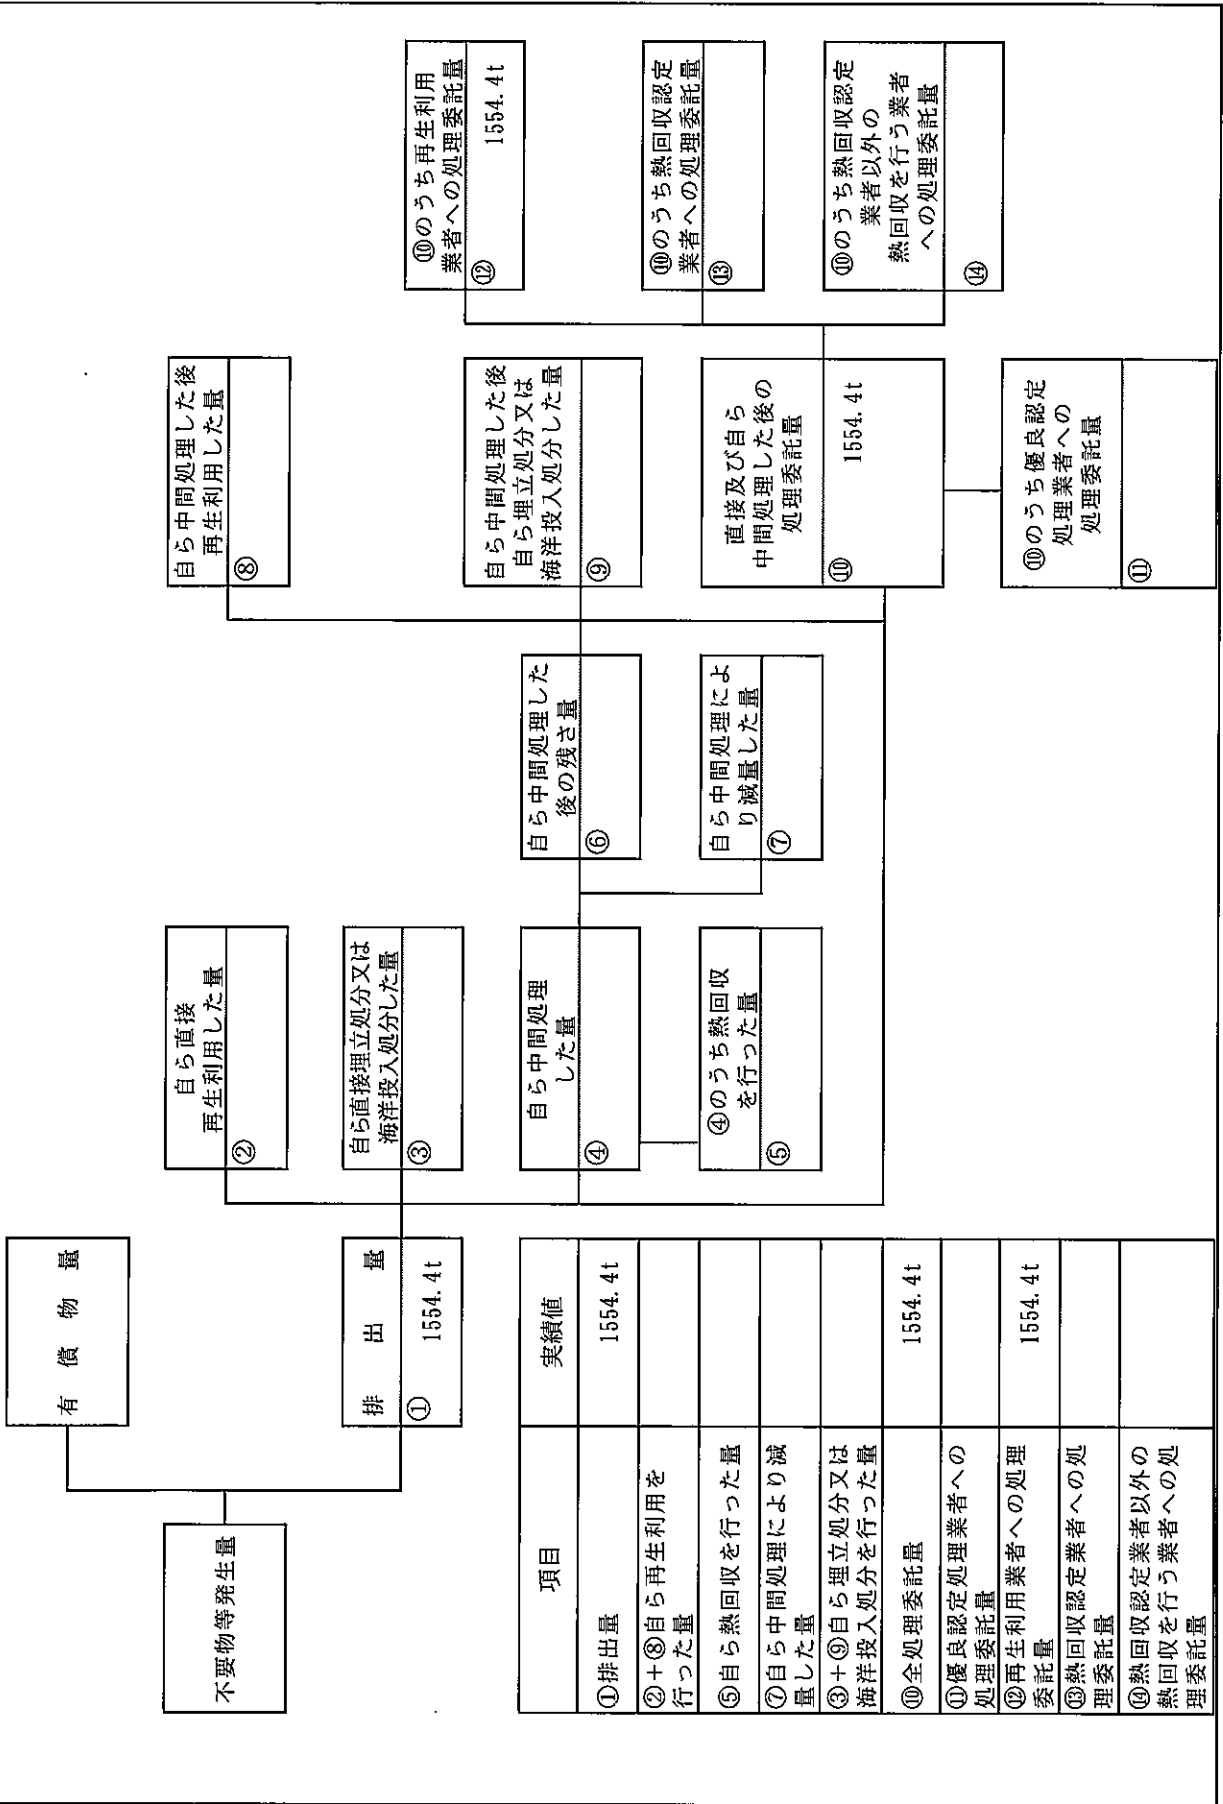 不要物等発生量
有償物量
排出量
① 1554.4t
自ら直接
再生利用した量
②
自ら直接埋立処分又は
海洋投入処分した量
③
自ら中間処理
した量
④
④のうち熱回収
を行った量
⑤
自ら中間処理した
後の残さ量
⑥
自ら中間処理によ
り減量した量
⑦
自ら中間処理した後
再生利用した量
⑧
自ら中間処理した後
自ら埋立処分又は
海洋投入処分した量
⑨
直接及び自ら
中間処理した後の
処理委託量
⑩ 1554.4t
⑩のうち優良認定
処理業者への
処理委託量
⑪
⑩のうち再生利用
業者への処理委託量
⑫ 1554.4t
⑩のうち熱回収認定
業者への処理委託量
⑬
⑩のうち熱回収認定
業者以外の
熱回収を行う業者
への処理委託量
⑭
項目 実績値
①排出量 1554.4t
②+⑧自ら再生利用を
行った量
⑤自ら熱回収を行った量
⑦自ら中間処理により減
量した量
③+⑨自ら埋立処分又は
海洋投入処分を行った量
⑩全処理委託量 1554.4t
⑪優良認定処理業者への
処理委託量
⑫再生利用業者への処理
委託量 1554.4t
⑬熱回収認定業者への処
理委託量
⑭熱回収認定業者以外の
熱回収を行う業者への処
理委託量